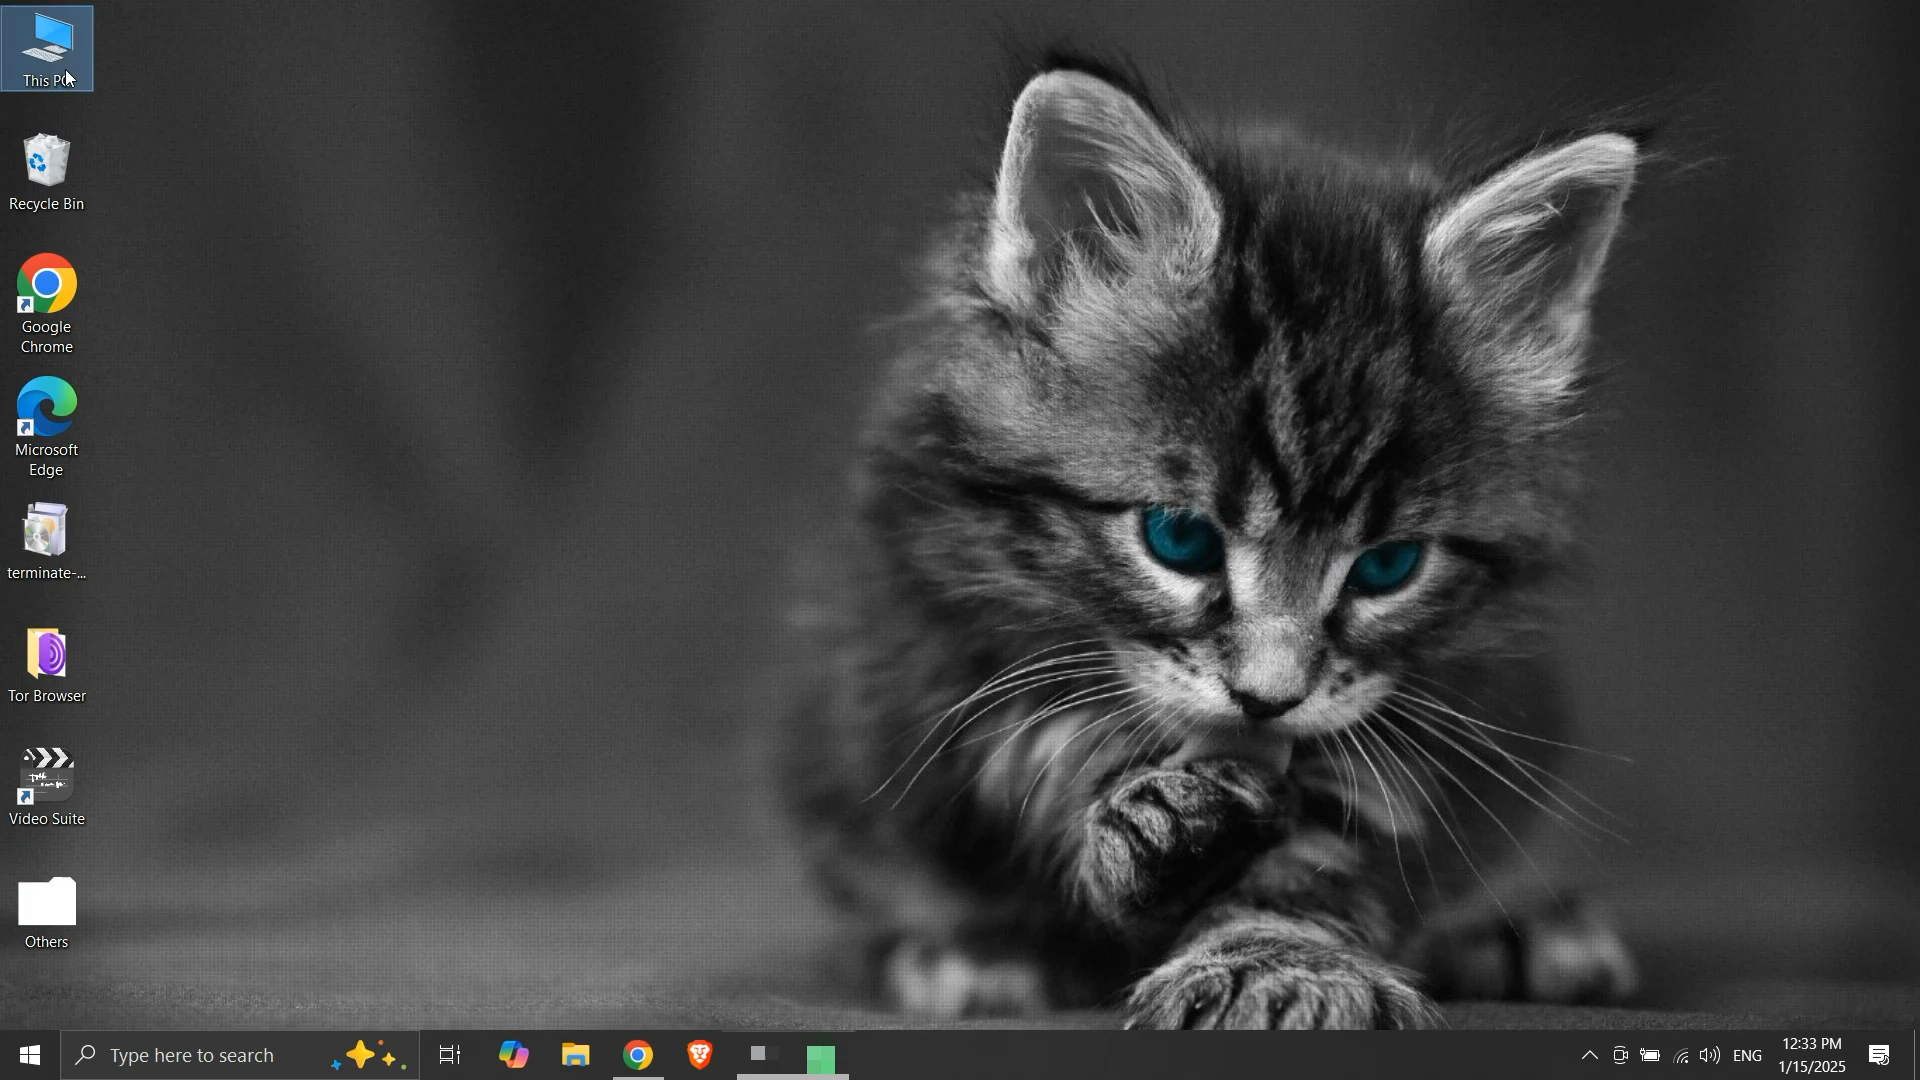 This PC
Recycle Bin
Google
Chrome
Microsoft
Edge
terminate-...
Tor Browser
Video Suite
Others
Type here to search
ENG
12:33 PM
1/15/2025